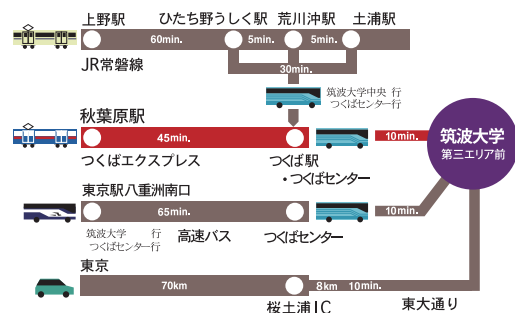 上野駅 ひたち野うしく駅 荒川沖駅 土浦駅
60min. 5min. 5min.
30min.
JR常磐線
筑波大学中央 行
つくばセンター行
秋葉原駅
45min. 10min.
つくばエクスプレス つくば駅
・つくばセンター
筑波大学
第三エリア前
東京駅八重洲南口
65min. 10min.
筑波大学 行
つくばセンター行
高速バス つくばセンター
東京
70km 8km 10min.
桜土浦IC 東大通り